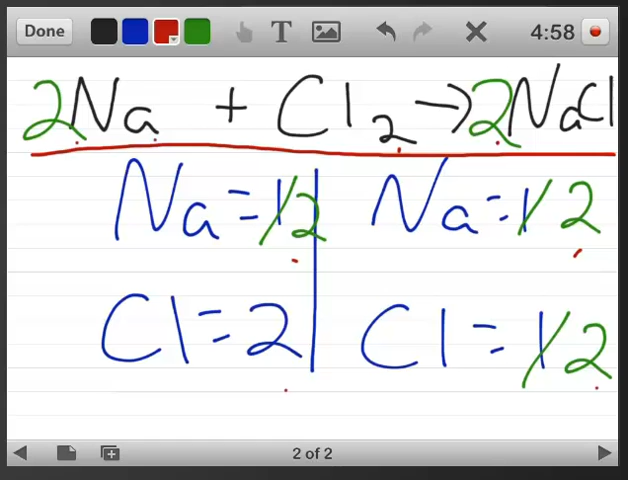 Done T 4:58
2Na + Cl2 → 2NaCl
Na = 1 2 Na = 1 2
Cl = 2 Cl = 1 2
2 of 2